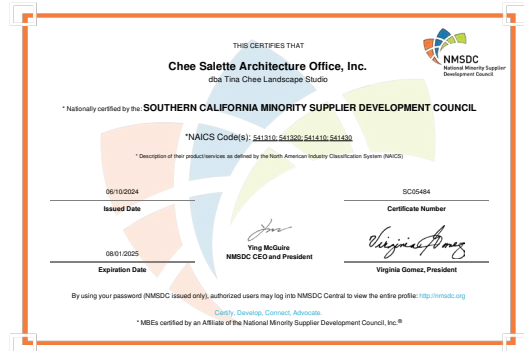 THIS CERTIFIES THAT
NMSDC
National Minority Supplier
Development Council
Chee Salette Architecture Office, Inc.
dba Tina Chee Landscape Studio
* Nationally certified by the: SOUTHERN CALIFORNIA MINORITY SUPPLIER DEVELOPMENT COUNCIL
*NAICS Code(s): 541310; 541320; 541410; 541430
* Description of their product/services as defined by the North American Industry Classification System (NAICS)
06/10/2024
Issued Date
SC05484
Certificate Number
08/01/2025
Expiration Date
Ying McGuire
NMSDC CEO and President
Virginia Gomez
Virginia Gomez, President
By using your password (NMSDC issued only), authorized users may log into NMSDC Central to view the entire profile: http://nmsdc.org
Certify, Develop, Connect, Advocate.
* MBEs certified by an Affiliate of the National Minority Supplier Development Council, Inc.®